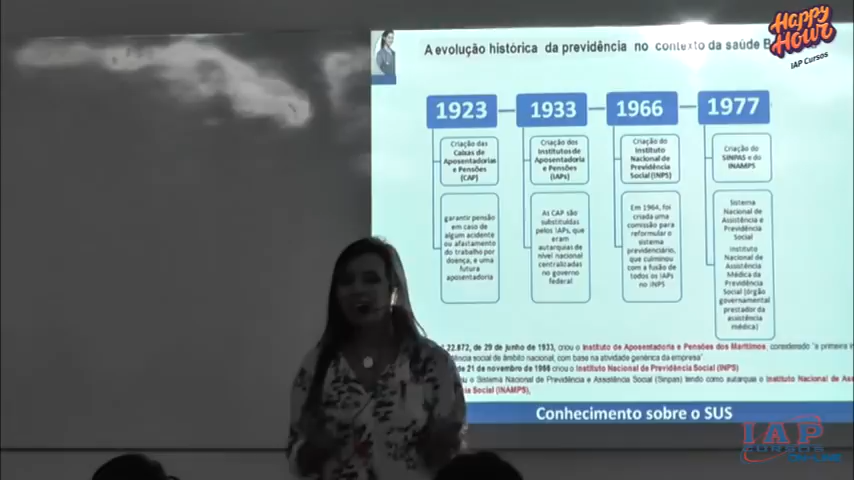 HAPPY
HOUR
IAP Cursos
A evolução histórica da previdência no contexto da saúde
1923
Criação das
Caixas de
Aposentadorias
e Pensões
(CAP)
garantir pensão
em caso de
algum acidente
ou afastamento
do trabalho por
doença, e uma
futura
aposentadoria
1933
Criação dos
Institutos de
Aposentadoria
e Pensões
(IAPs)
As CAP são
substituídas
pelos IAPs, que
eram
autarquias de
nível nacional
centralizadas
no governo
federal
1966
Criação do
Instituto
Nacional de
Previdência
Social (INPS)
Em 1964, foi
criada uma
comissão para
reformular o
sistema
previdenciário,
que culminou
com a fusão de
todos os IAPs
no INPS
1977
Criação do
SINPAS e do
INAMPS
Sistema
Nacional de
Assistência e
Previdência
Social
Instituto
Nacional de
Assistência
Médica da
Previdência
Social (órgão
governamental
prestador da
assistência
médica)
22.872, de 29 de junho de 1933, criou o Instituto de Aposentadoria e Pensões dos Marítimos, considerado "a primeira
social de âmbito nacional, com base na atividade genérica da empresa"
de 21 de novembro de 1966 criou o Instituto Nacional de Previdência Social (INPS)
o Sistema Nacional de Previdência e Assistência Social (Sinpas) tendo como autarquia o Instituto Nacional de
Social (INAMPS),
Conhecimento sobre o SUS
IAP
CURSOS